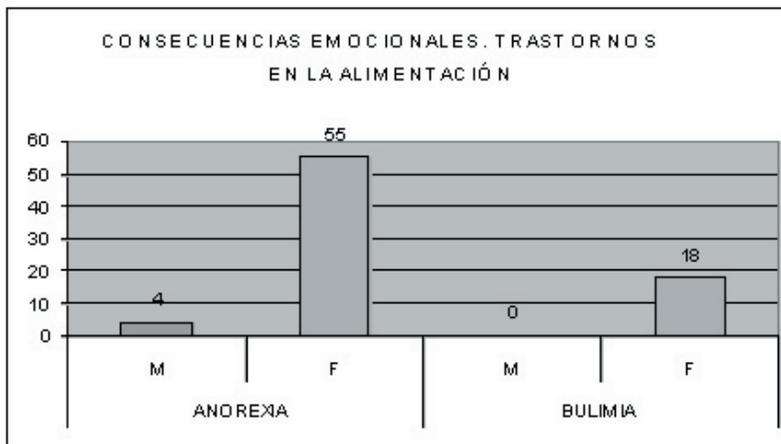 CONSECUENCIAS EMOCIONALES. TRASTORNOS
EN LA ALIMENTACIÓN
60
50
40
30
20
10
0
4
55
0
18
M
F
M
F
ANOREXIA
BULIMIA